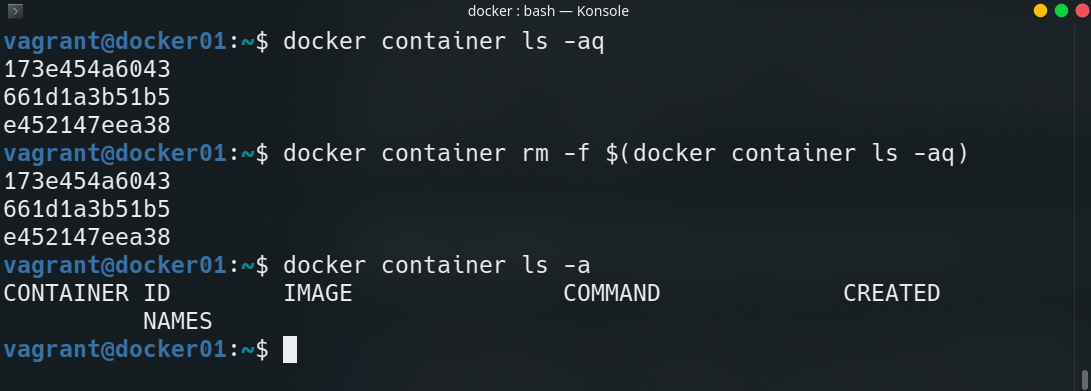 docker : bash — Konsole
vagrant@docker01:~$ docker container ls -aq
173e454a6043
661d1a3b51b5
e452147eea38
vagrant@docker01:~$ docker container rm -f $(docker container ls -aq)
173e454a6043
661d1a3b51b5
e452147eea38
vagrant@docker01:~$ docker container ls -a
CONTAINER ID        IMAGE               COMMAND             CREATED
          NAMES
vagrant@docker01:~$